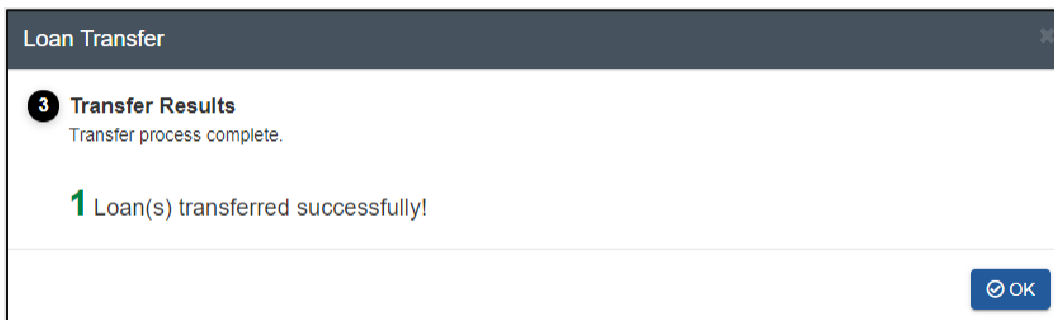 Loan Transfer
3 Transfer Results
Transfer process complete.
1 Loan(s) transferred successfully!
OK